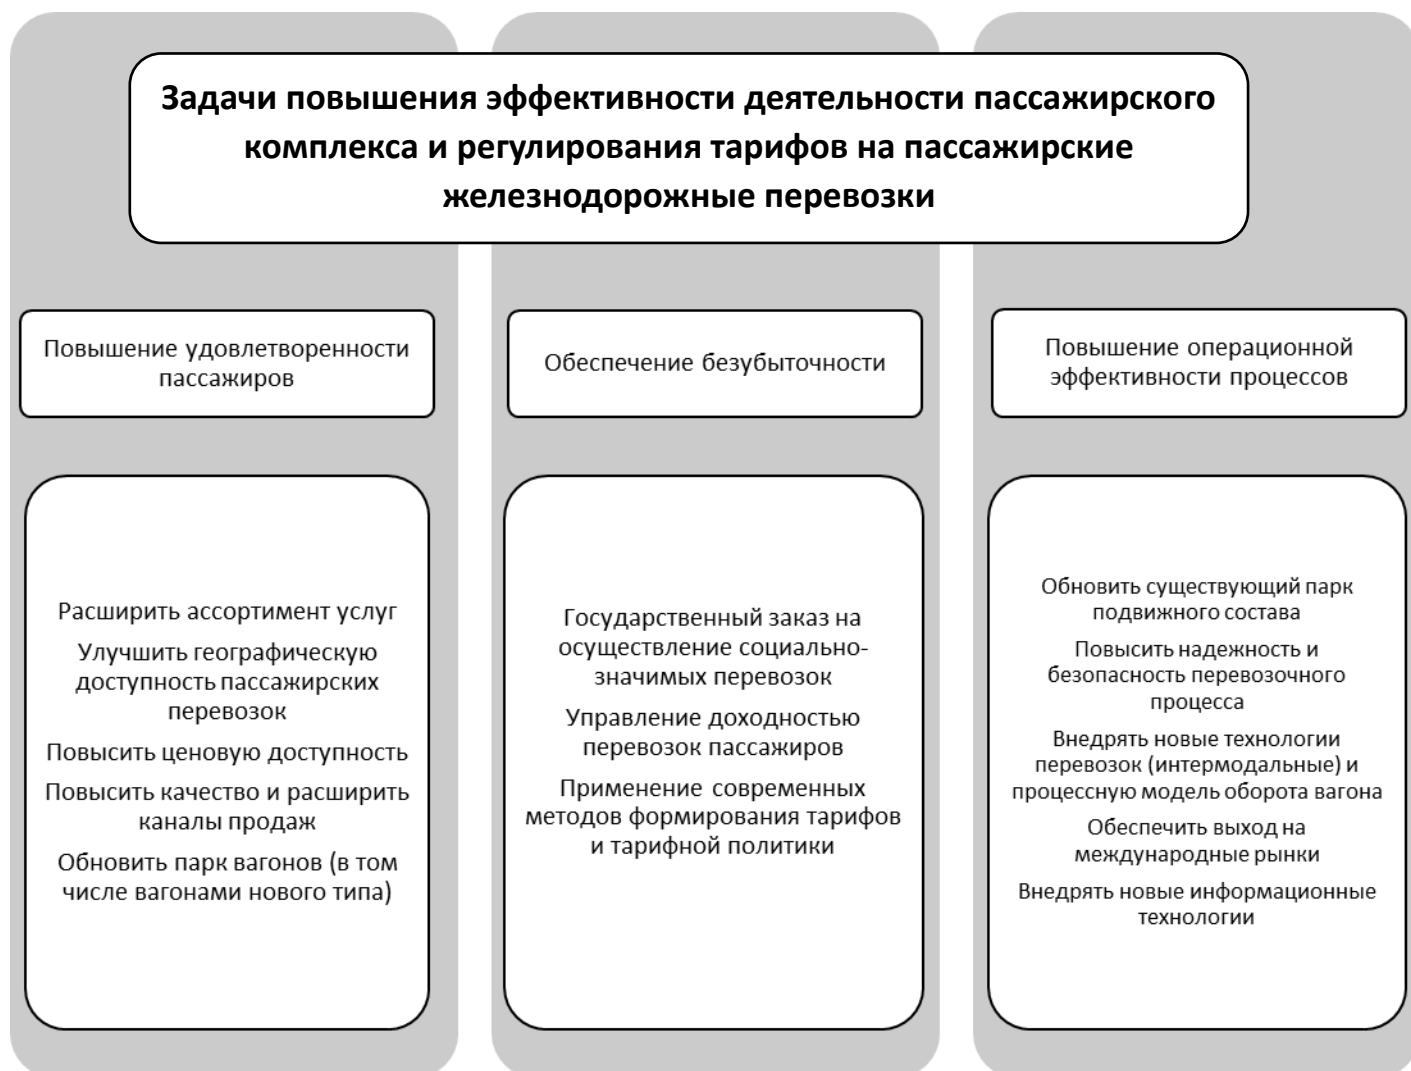 Задачи повышения эффективности деятельности пассажирского
комплекса и регулирования тарифов на пассажирские
железнодорожные перевозки
Повышение удовлетворенности
пассажиров
Расширить ассортимент услуг
Улучшить географическую
доступность пассажирских
перевозок
Повысить ценовую доступность
Повысить качество и расширить
каналы продаж
Обновить парк вагонов (в том
числе вагонами нового типа)
Обеспечение безубыточности
Государственный заказ на
осуществление социально-
значимых перевозок
Управление доходностью
перевозок пассажиров
Применение современных
методов формирования тарифов
и тарифной политики
Повышение операционной
эффективности процессов
Обновить существующий парк
подвижного состава
Повысить надежность и
безопасность перевозочного
процесса
Внедрять новые технологии
перевозок (интермодальные) и
процессную модель оборота вагона
Обеспечить выход на
международные рынки
Внедрять новые информационные
технологии